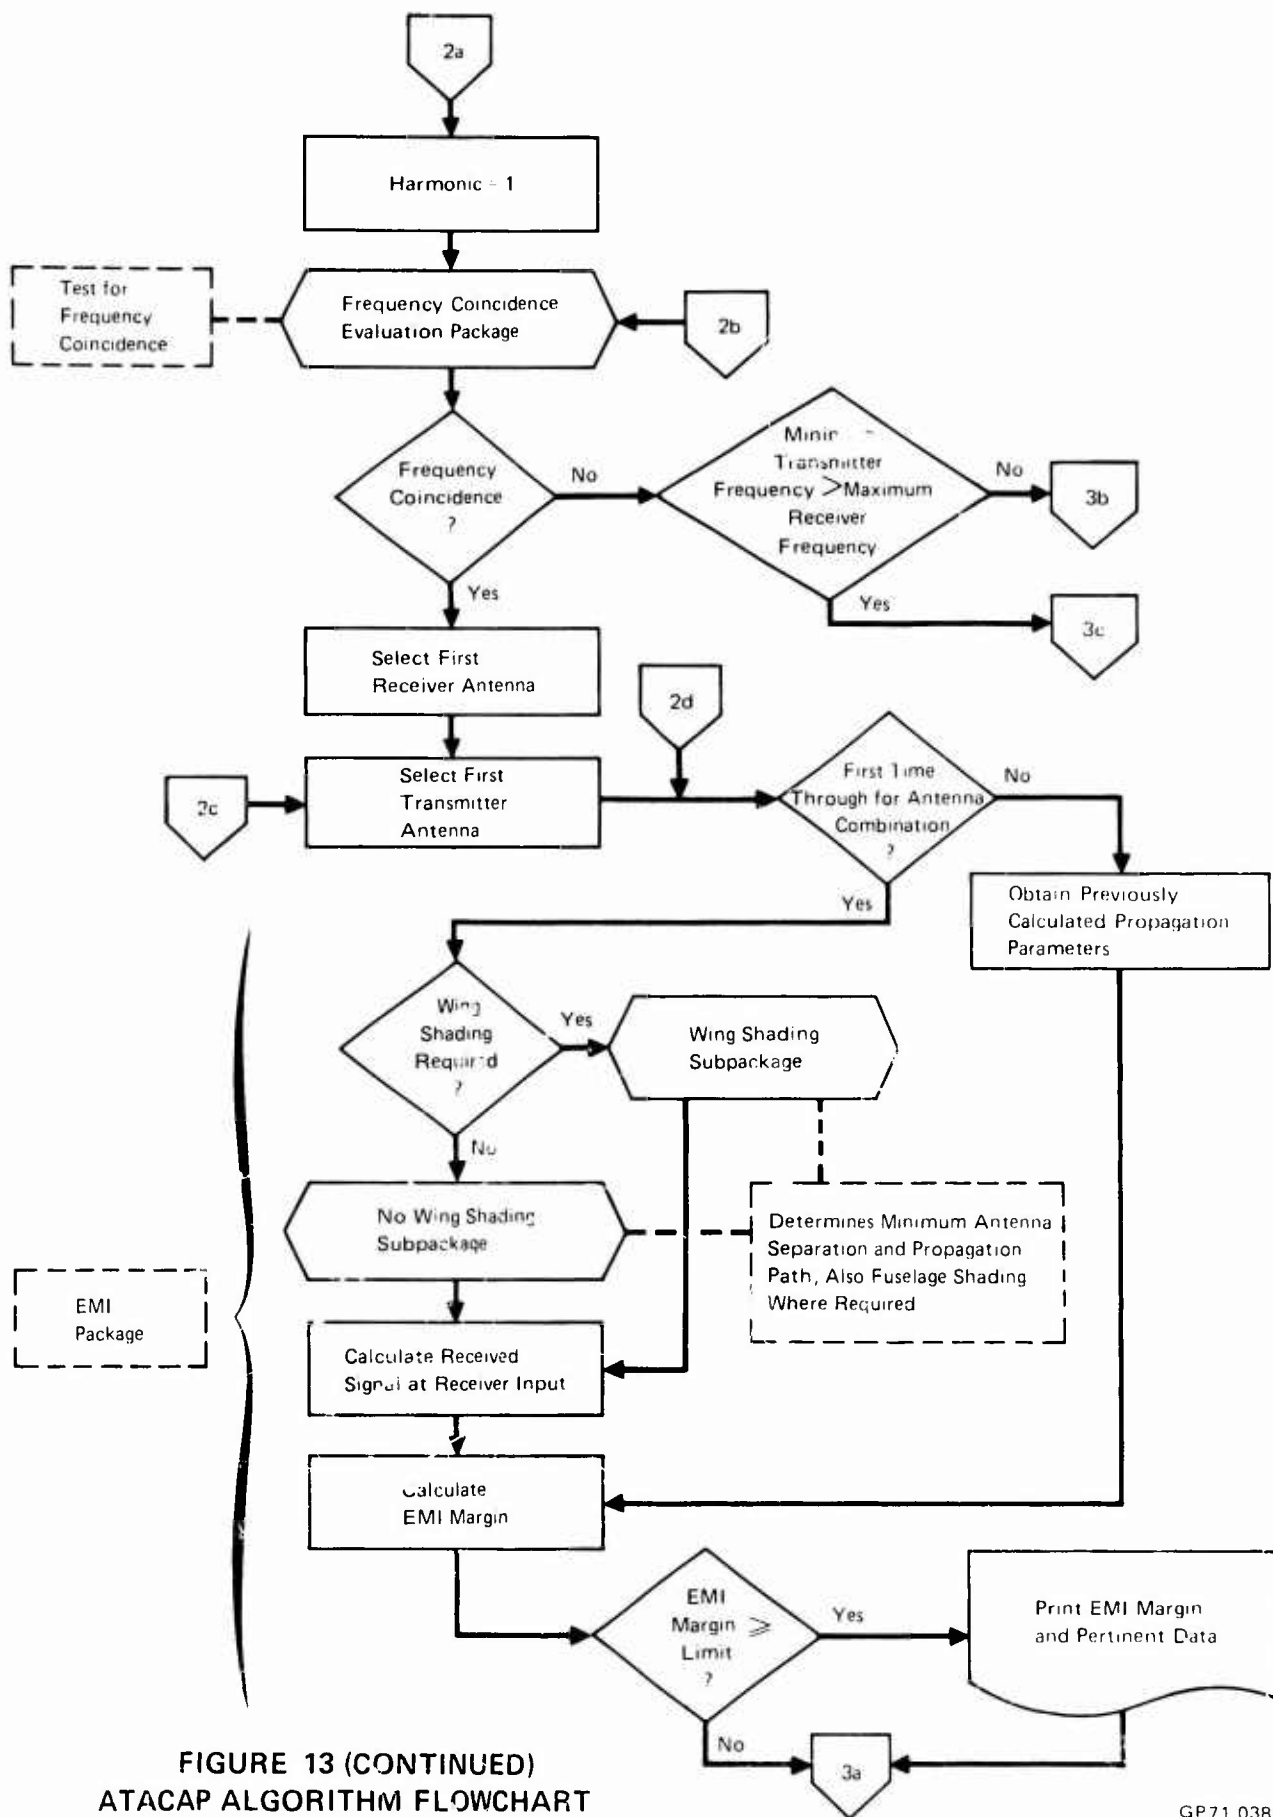 2a
Harmonic = 1
Test for
Frequency
Coincidence
Frequency Coincidence
Evaluation Package
2b
Frequency
Coincidence
?
No
Transmitter
Frequency > Maximum
Receiver
Frequency
No
3b
Yes
Yes
3c
Select First
Receiver Antenna
2d
2c
Select First
Transmitter
Antenna
First Time
Through for Antenna
Combination
?
No
Yes
Obtain Previously
Calculated Propagation
Parameters
Wing
Shading
Required
?
Yes
Wing Shading
Subpackage
No
No Wing Shading
Subpackage
Determines Minimum Antenna
Separation and Propagation
Path, Also Fuselage Shading
Where Required
EMI
Package
Calculate Received
Signal at Receiver Input
Calculate
EMI Margin
EMI
Margin ⩾
Limit
?
Yes
Print EMI Margin
and Pertinent Data
No
3a
FIGURE 13 (CONTINUED)
ATACAP ALGORITHM FLOWCHART